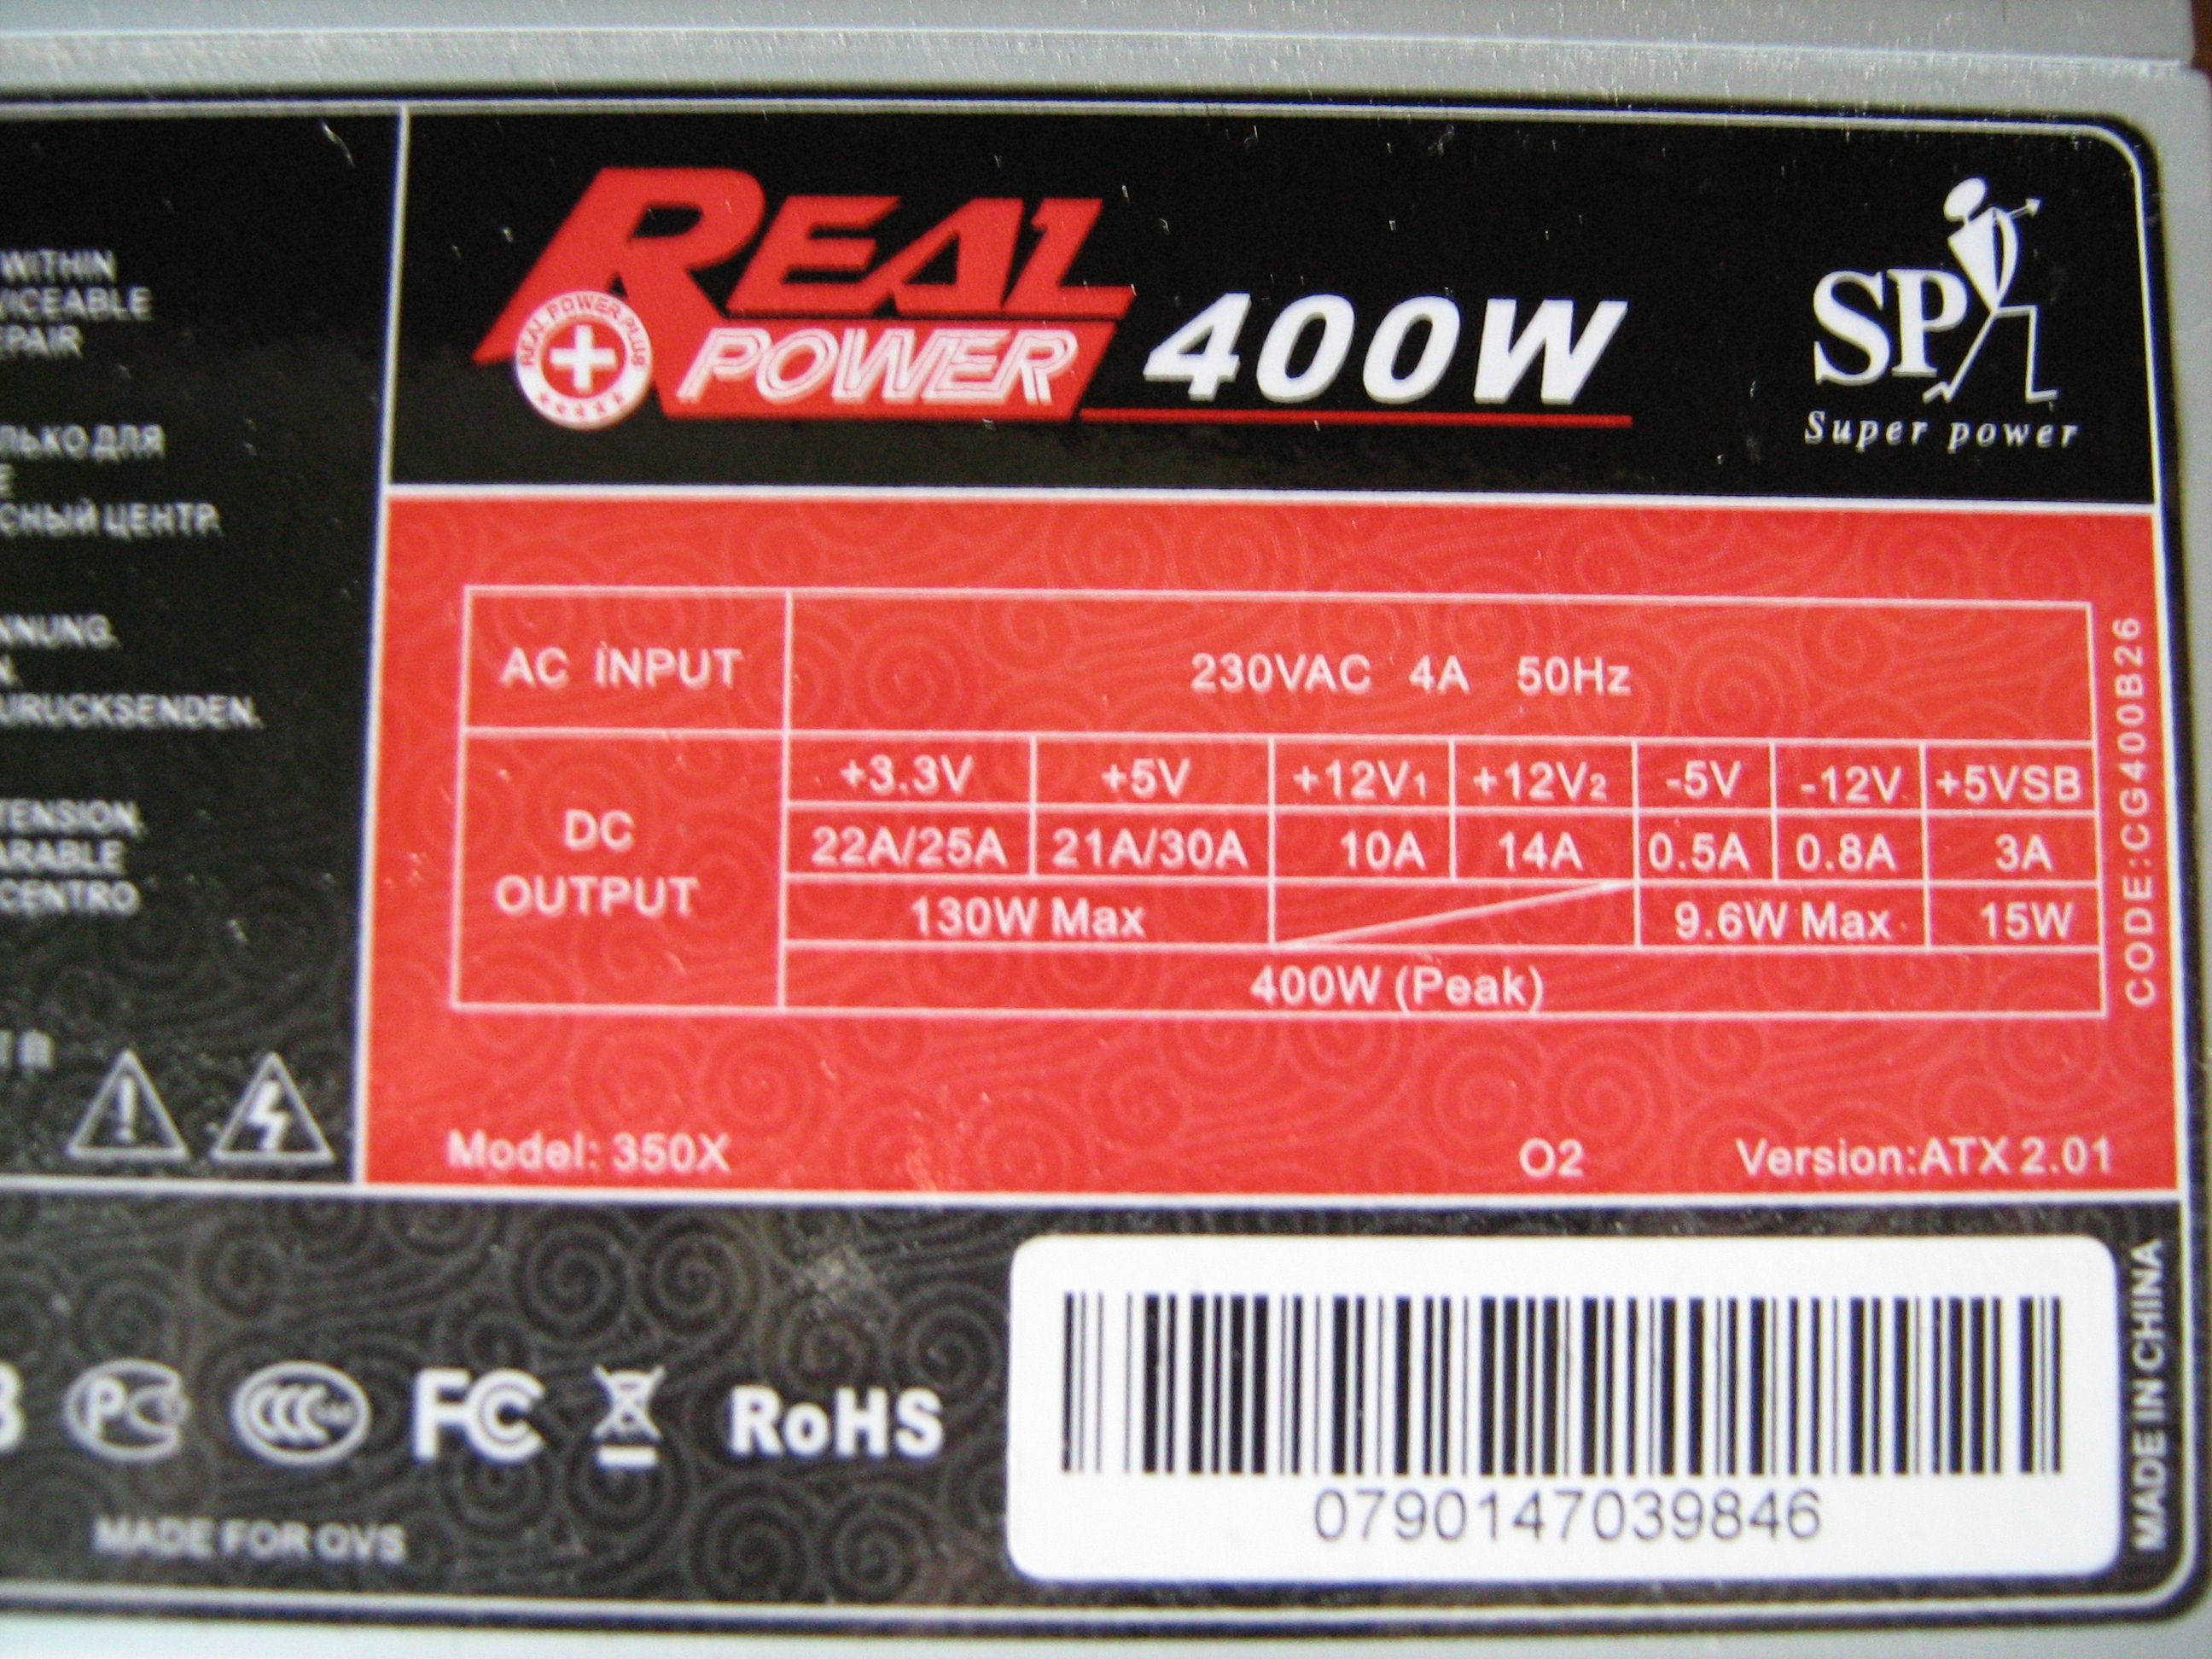 WITHIN
VICEABLE
EPAIR
ЛЬКО ДЛЯ
Е
СНЫЙ ЦЕНТР.
NNUNG.
N.
URUCKSENDEN.
TENSION,
ARABLE
CENTRO
REAL
POWER
REAL POWER PLUS
400W
SP
Super power
AC INPUT 230VAC 4A 50Hz
DC OUTPUT
+3.3V +5V +12V1 +12V2 -5V -12V +5VSB
22A/25A 21A/30A 10A 14A 0.5A 0.8A 3A
130W Max 9.6W Max 15W
400W (Peak)
CODE:CG400B26
Model: 350X O2 Version:ATX 2.01
PC CCC FC RoHS
MADE FOR OVS
0790147039846
MADE IN CHINA